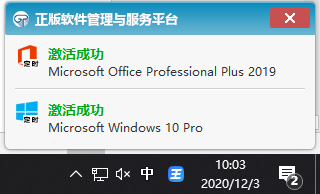 正版软件管理与服务平台
定时
激活成功
Microsoft Office Professional Plus 2019
定时
激活成功
Microsoft Windows 10 Pro
中
10:03
2020/12/3
2